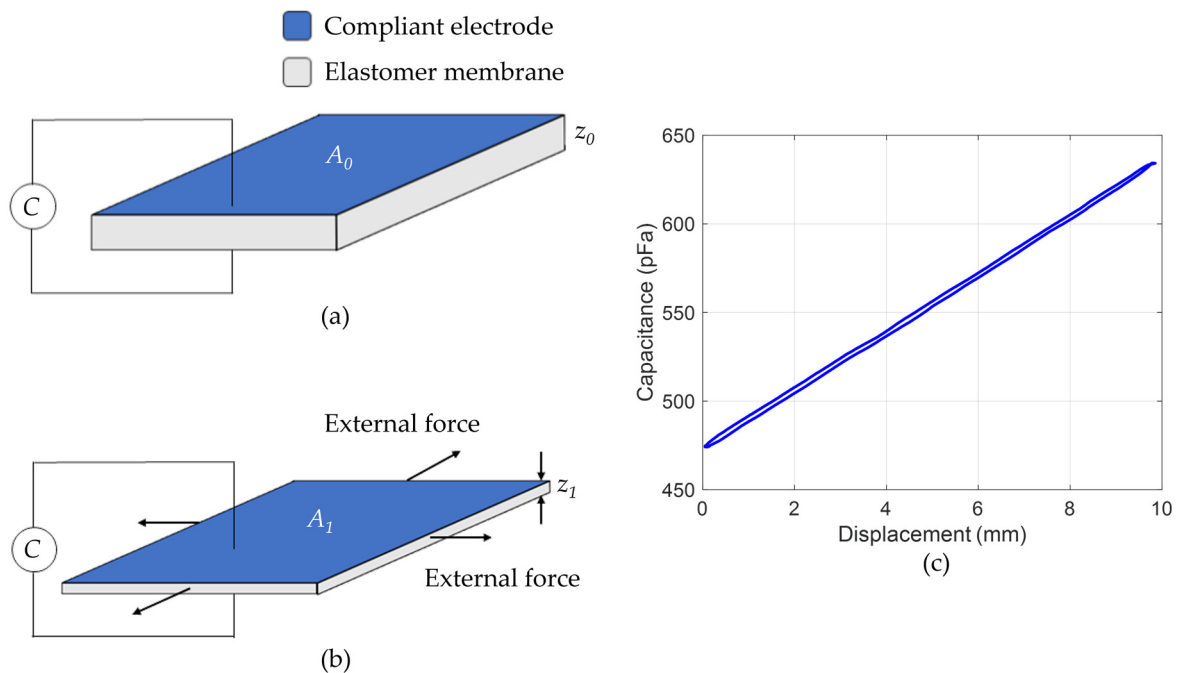 Compliant electrode
Elastomer membrane
A0
z0
C
(a)
External force
A1
z1
C
External force
(b)
650
600
550
500
450
0 2 4 6 8 10
Capacitance (pFa)
Displacement (mm)
(c)